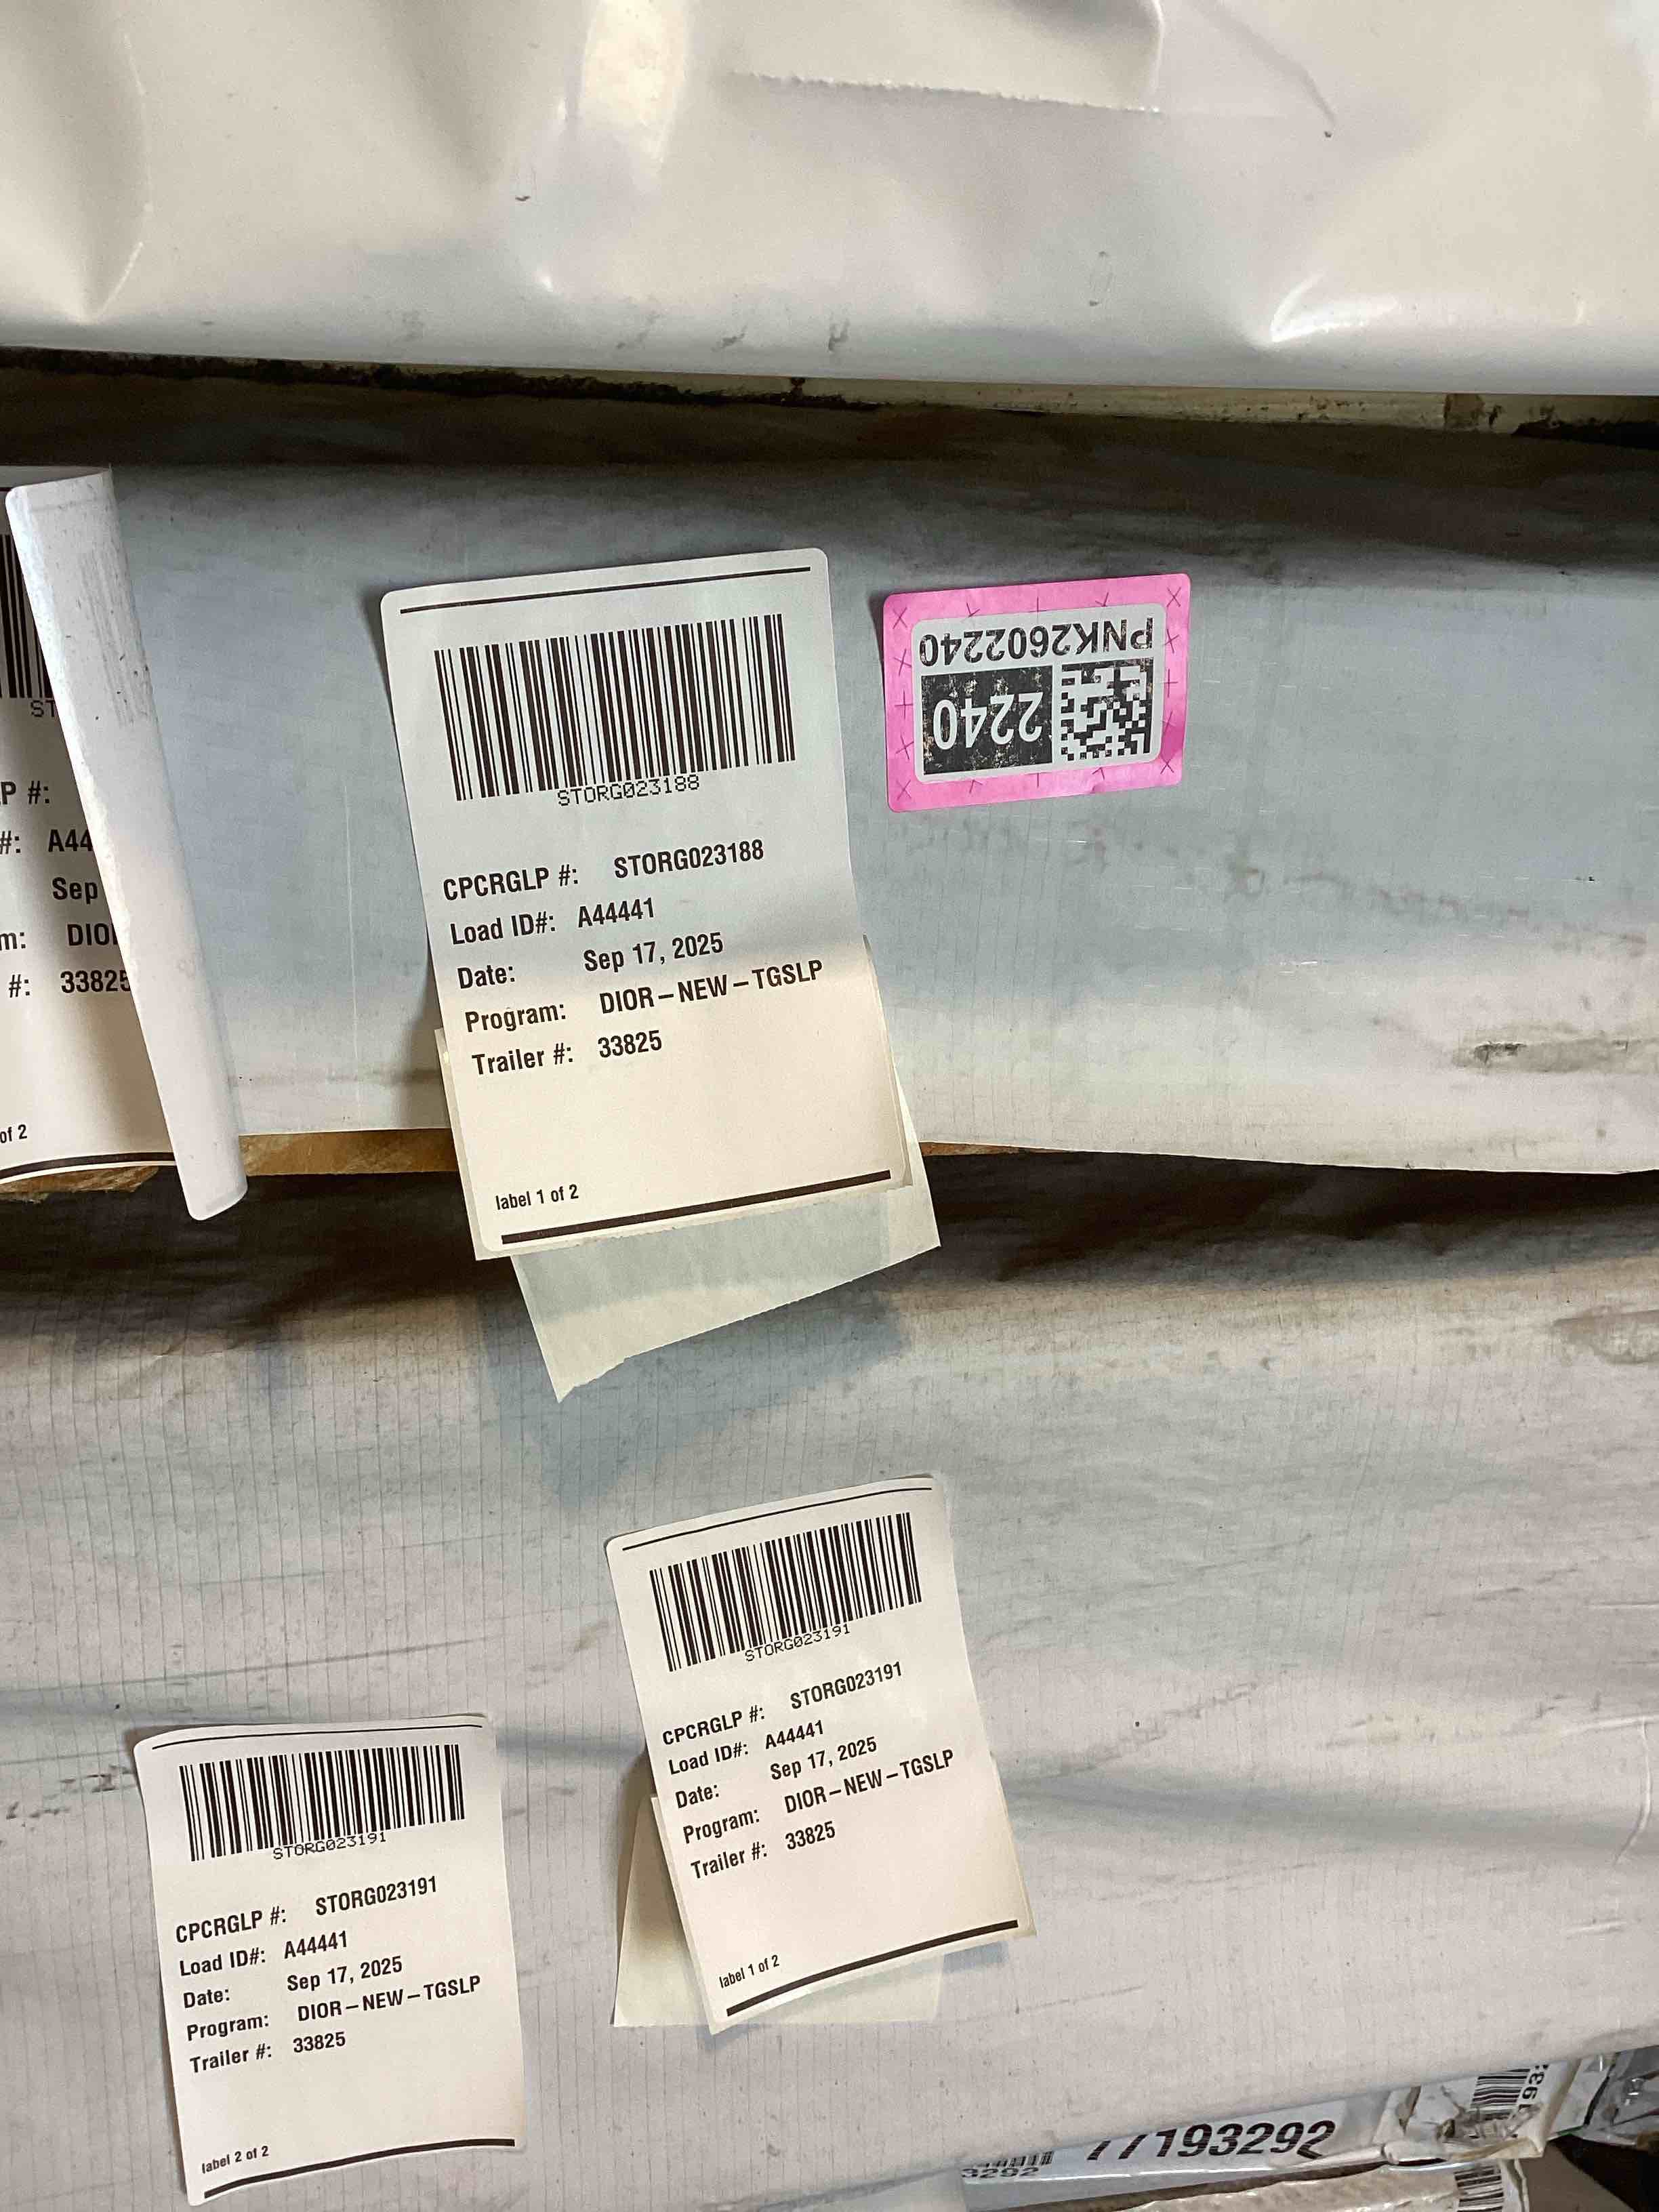 ST
P #:
#: A44
Sep
m: DIO
#: 33825
of 2
STORG023188
CPCRGLP #: STORG023188
Load ID#: A44441
Date: Sep 17, 2025
Program: DIOR-NEW-TGSLP
Trailer #: 33825
label 1 of 2
PNK2602240
2240
STORG023191
CPCRGLP #: STORG023191
Load ID#: A44441
Date: Sep 17, 2025
Program: DIOR-NEW-TGSLP
Trailer #: 33825
label 1 of 2
STORG023191
CPCRGLP #: STORG023191
Load ID#: A44441
Date: Sep 17, 2025
Program: DIOR-NEW-TGSLP
Trailer #: 33825
label 2 of 2
77193292
3292